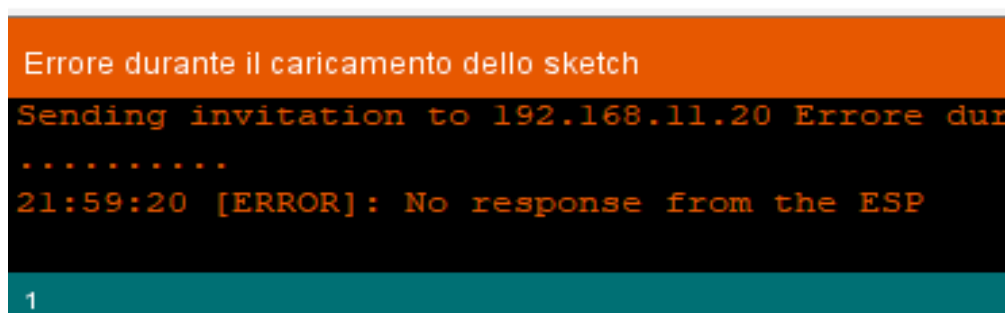 Errore durante il caricamento dello sketch
Sending invitation to 192.168.11.20 Errore dur
..........
21:59:20 [ERROR]: No response from the ESP
1